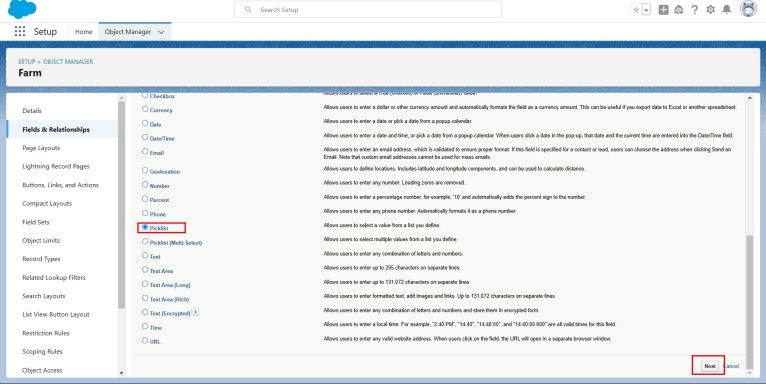 Search Setup
Setup
Home
Object Manager
SETUP > OBJECT MANAGER
Farm
Details
Fields & Relationships
Page Layouts
Lightning Record Pages
Buttons, Links, and Actions
Compact Layouts
Field Sets
Object Limits
Record Types
Related Lookup Filters
Search Layouts
List View Button Layout
Restriction Rules
Scoping Rules
Object Access
Checkbox Allows users to select a True (checked) or False (unchecked) value.
Currency Allows users to enter a dollar or other currency amount and automatically formats the field as a currency amount. This can be useful if you export data to Excel or another spreadsheet
Date Allows users to enter a date or pick a date from a popup calendar.
Date/Time Allows users to enter a date and time, or pick a date from a popup calendar. When users click a date in the pop-up, that date and the current time are entered into the Date/Time field
Email Allows users to enter an email address, which is validated to ensure proper format. If this field is specified for a contact or lead, users can choose the address when clicking Send an
Email. Note that custom email addresses cannot be used for mass emails.
Geolocation Allows users to define locations. Includes latitude and longitude components, and can be used to calculate distance.
Number Allows users to enter any number. Leading zeros are removed.
Percent Allows users to enter a percentage number, for example, '10' and automatically adds the percent sign to the number.
Phone Allows users to enter any phone number. Automatically formats it as a phone number.
Picklist Allows users to select a value from a list you define.
Picklist (Multi-Select) Allows users to select multiple values from a list you define.
Text Allows users to enter any combination of letters and numbers.
Text Area Allows users to enter up to 255 characters on separate lines.
Text Area (Long) Allows users to enter up to 131,072 characters on separate lines.
Text Area (Rich) Allows users to enter formatted text, add images and links. Up to 131,072 characters on separate lines.
Text (Encrypted) i Allows users to enter any combination of letters and numbers and store them in encrypted form.
Time Allows users to enter a local time. For example, "2:40 PM", "14:40", "14:40:00", and "14:40:50.600" are all valid times for this field.
URL Allows users to enter any valid website address. When users click on the field, the URL will open in a separate browser window.
Next Cancel